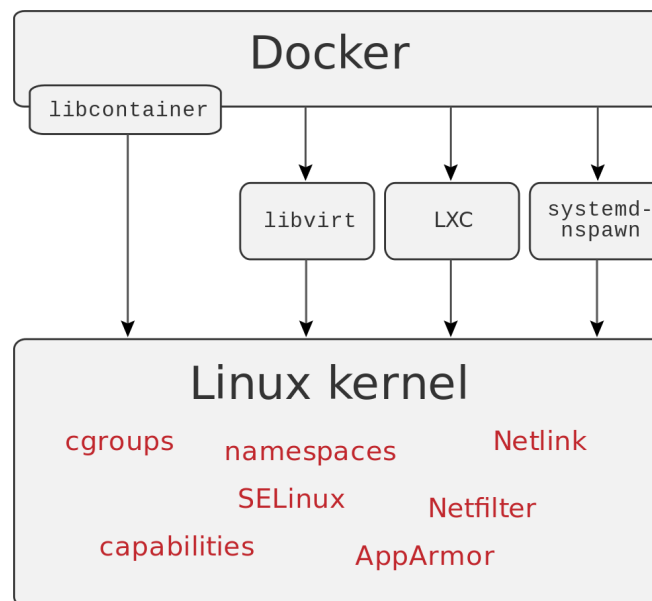 Docker
libcontainer
libvirt
LXC
systemd-
nspawn
Linux kernel
cgroups
namespaces
Netlink
SELinux
Netfilter
capabilities
AppArmor